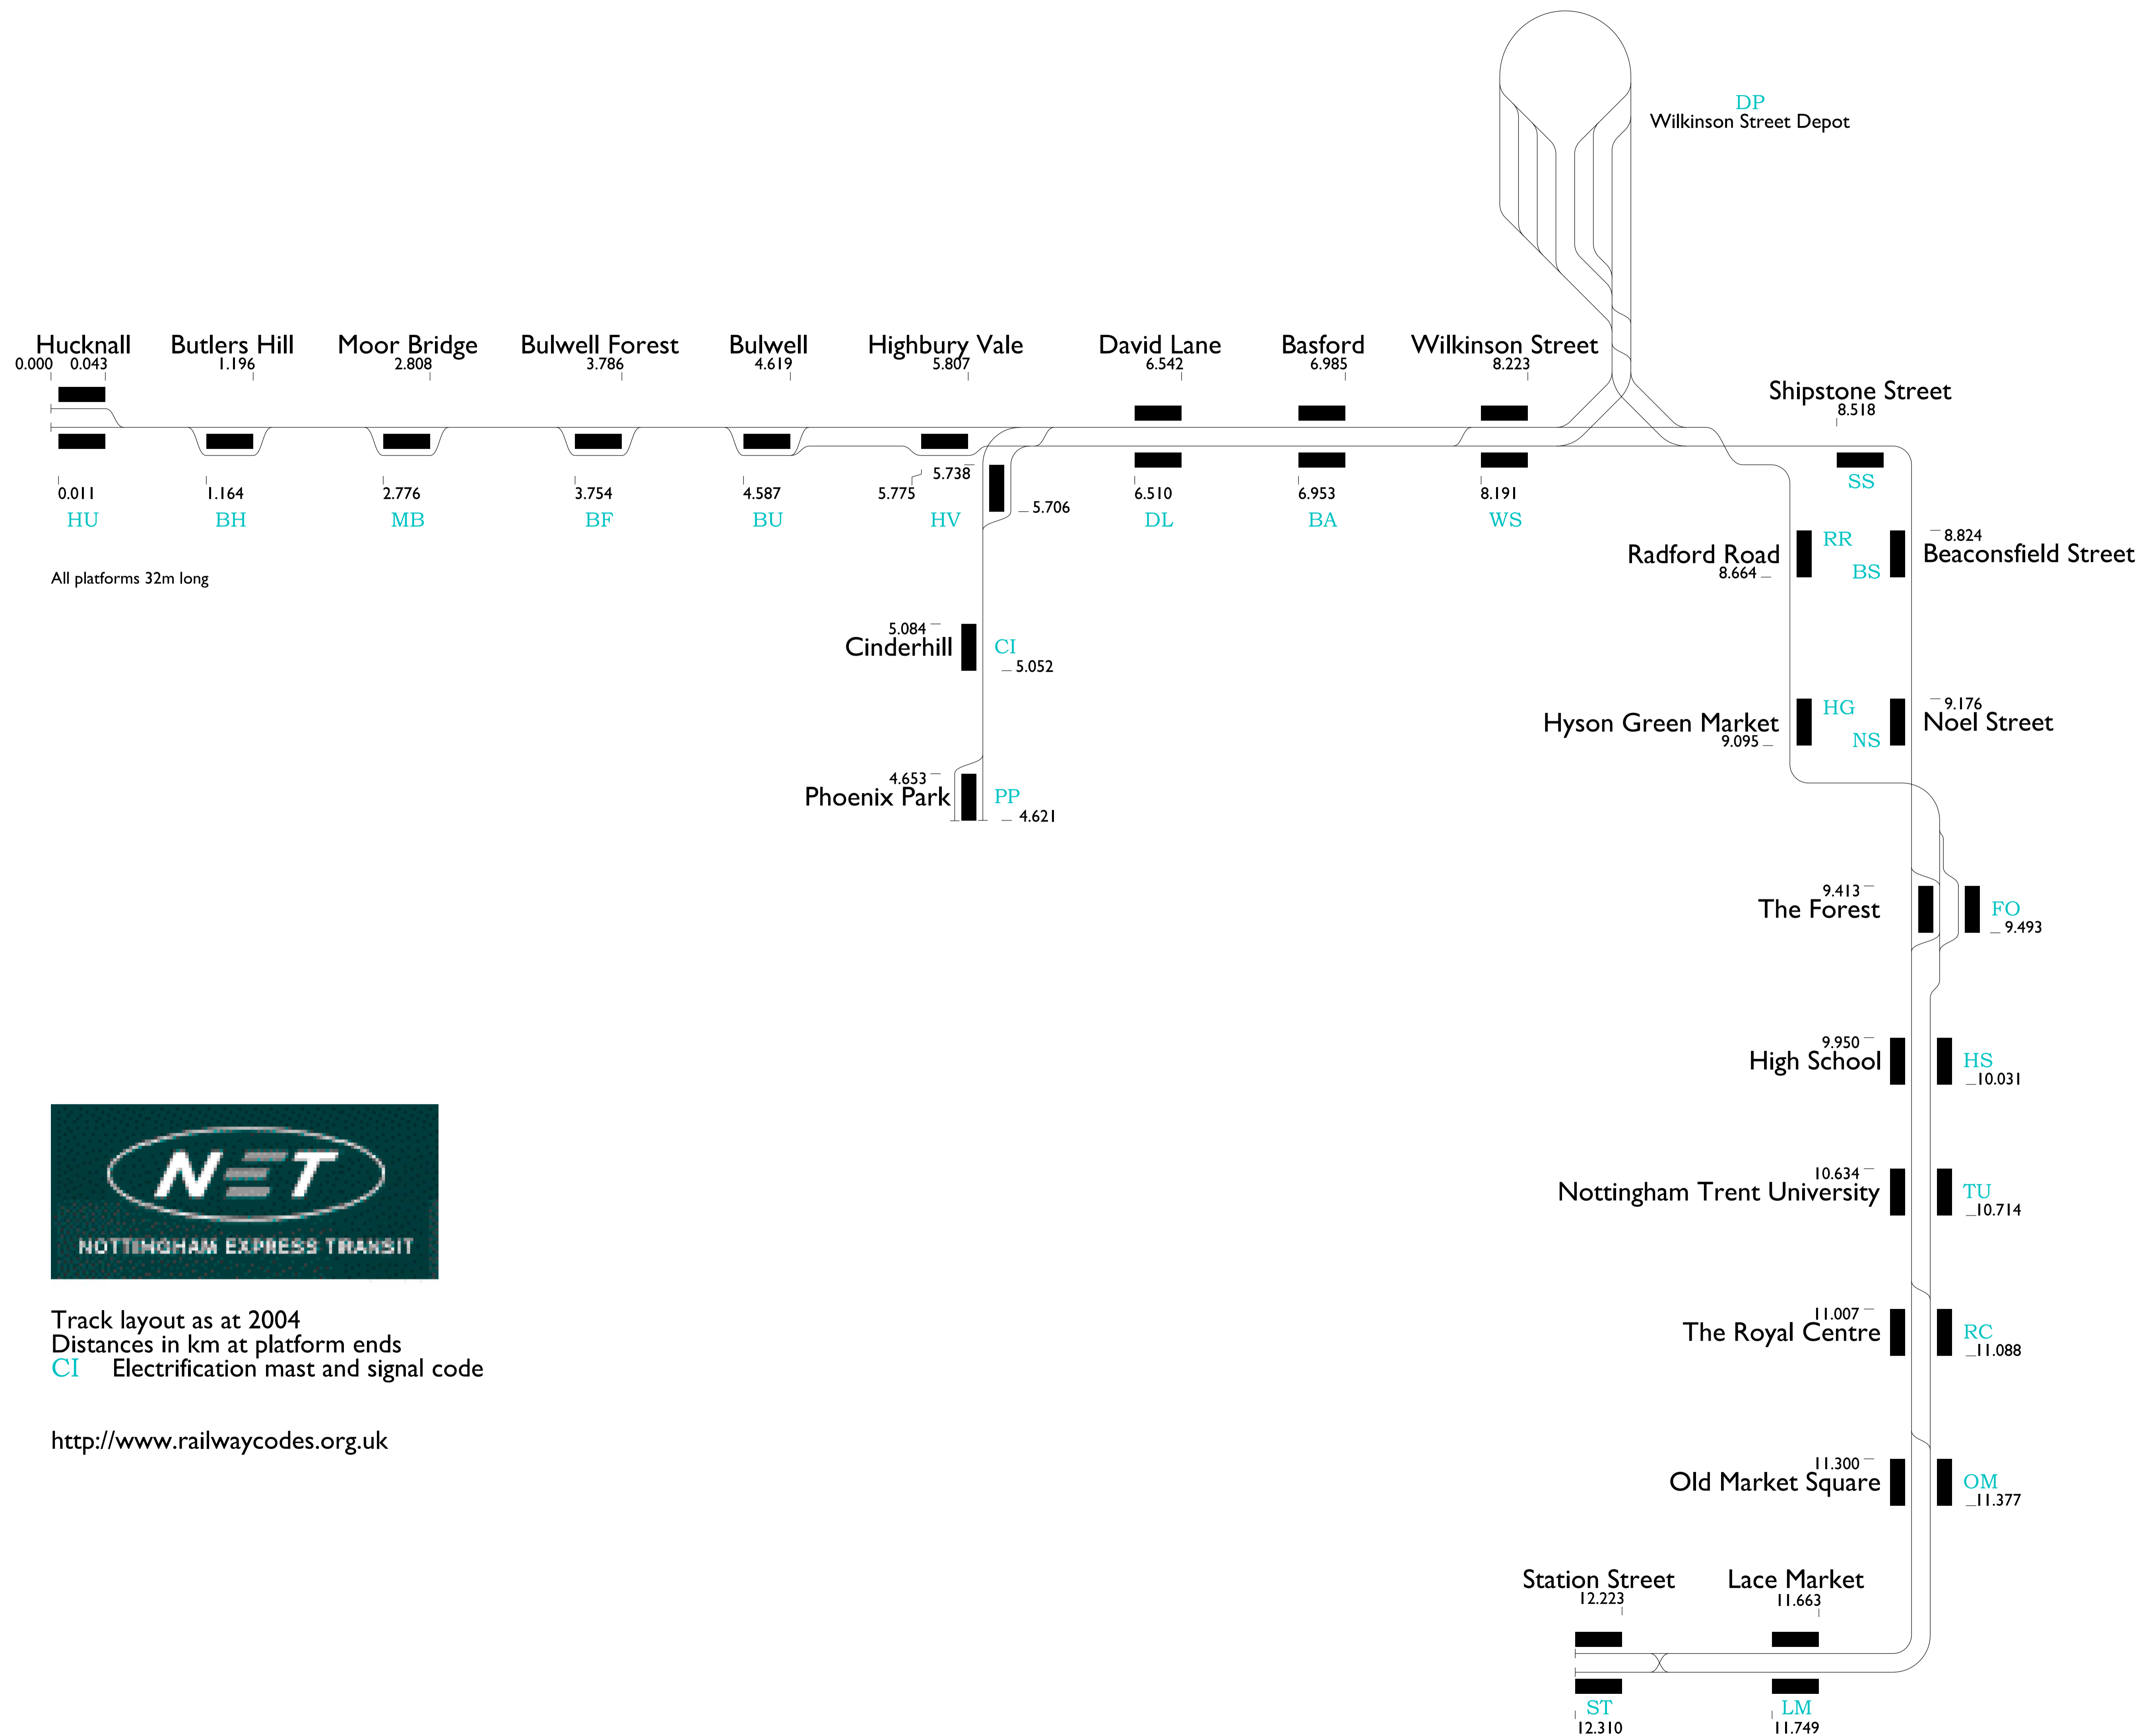 DP
Wilkinson Street Depot
Hucknall
0.000 0.043
Butlers Hill
1.196
Moor Bridge
2.808
Bulwell Forest
3.786
Bulwell
4.619
Highbury Vale
5.807
David Lane
6.542
Basford
6.985
Wilkinson Street
8.223
Shipstone Street
8.518
SS
0.011
HU
1.164
BH
2.776
MB
3.754
BF
4.587
BU
5.738
5.775
5.706
HV
6.510
DL
6.953
BA
8.191
WS
All platforms 32m long
Radford Road
8.664
RR
BS
8.824
Beaconsfield Street
5.084
Cinderhill
CI
5.052
Hyson Green Market
9.095
HG
NS
9.176
Noel Street
4.653
Phoenix Park
PP
4.621
9.413
The Forest
FO
9.493
9.950
High School
HS
10.031
NET
NOTTINGHAM EXPRESS TRANSIT
10.634
Nottingham Trent University
TU
10.714
11.007
The Royal Centre
RC
11.088
Track layout as at 2004
Distances in km at platform ends
CI Electrification mast and signal code
http://www.railwaycodes.org.uk
11.300
Old Market Square
OM
11.377
Station Street
12.223
Lace Market
11.663
ST
12.310
LM
11.749